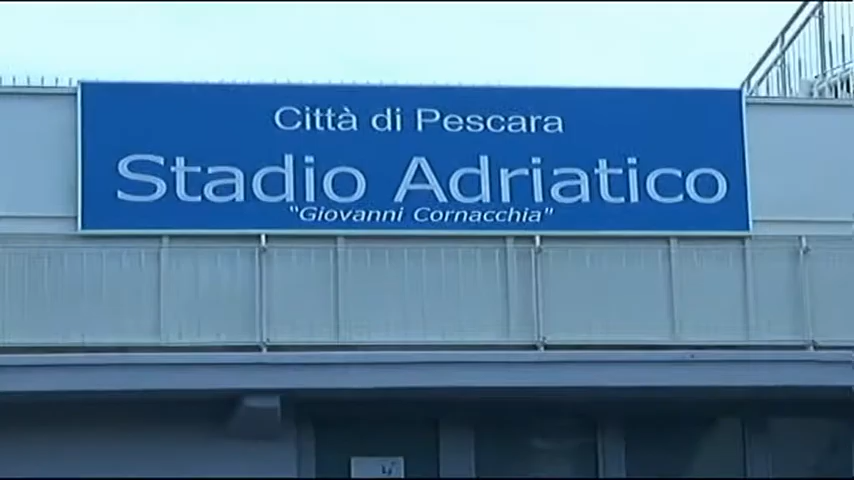 Città di Pescara
Stadio Adriatico
"Giovanni Cornacchia"